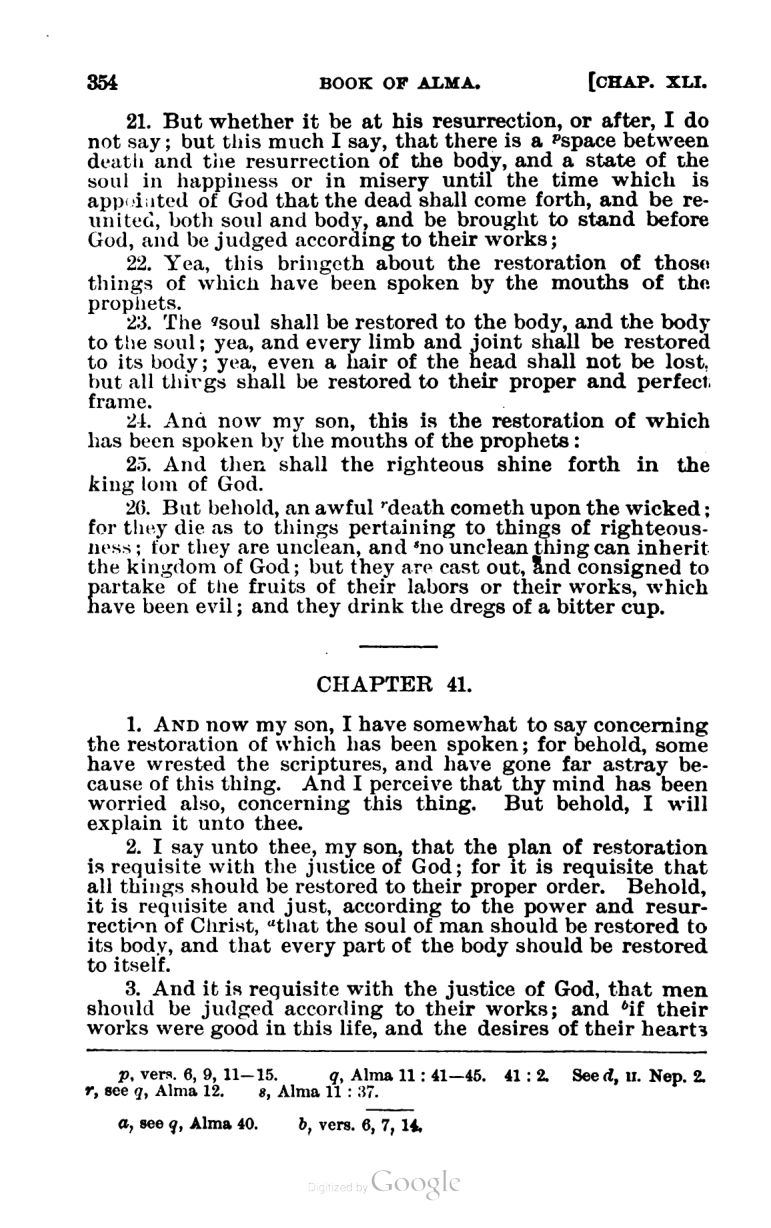 354 BOOK OF ALMA. [CHAP. XLI.
21. But whether it be at his resurrection, or after, I do
not say; but this much I say, that there is a pspace between
death and the resurrection of the body, and a state of the
soul in happiness or in misery until the time which is
appointed of God that the dead shall come forth, and be re-
united, both soul and body, and be brought to stand before
God, and be judged according to their works;
22. Yea, this bringeth about the restoration of those
things of which have been spoken by the mouths of the
prophets.
23. The qsoul shall be restored to the body, and the body
to the soul; yea, and every limb and joint shall be restored
to its body; yea, even a hair of the head shall not be lost,
but all things shall be restored to their proper and perfect
frame.
24. And now my son, this is the restoration of which
has been spoken by the mouths of the prophets:
25. And then shall the righteous shine forth in the
kingdom of God.
26. But behold, an awful rdeath cometh upon the wicked;
for they die as to things pertaining to things of righteous-
ness; for they are unclean, and sno unclean thing can inherit
the kingdom of God; but they are cast out, and consigned to
partake of the fruits of their labors or their works, which
have been evil; and they drink the dregs of a bitter cup.
CHAPTER 41.
1. AND now my son, I have somewhat to say concerning
the restoration of which has been spoken; for behold, some
have wrested the scriptures, and have gone far astray be-
cause of this thing. And I perceive that thy mind has been
worried also, concerning this thing. But behold, I will
explain it unto thee.
2. I say unto thee, my son, that the plan of restoration
is requisite with the justice of God; for it is requisite that
all things should be restored to their proper order. Behold,
it is requisite and just, according to the power and resur-
rection of Christ, athat the soul of man should be restored to
its body, and that every part of the body should be restored
to itself.
3. And it is requisite with the justice of God, that men
should be judged according to their works; and bif their
works were good in this life, and the desires of their hearts
p, vers. 6, 9, 11—15. q, Alma 11 : 41—45. 41 : 2. See d, II. Nep. 2.
r, see q, Alma 12. s, Alma 11 : 37.
a, see q, Alma 40. b, vers. 6, 7, 14.
Digitized by Google